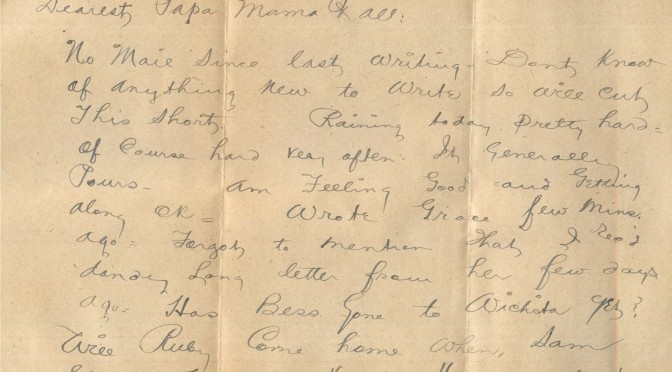 Dearest Papa Mama & all:
No Mail Since last writing - Dont Know
of anything new to Write so will cut
This Short. Raining today pretty hard =
Of Course hard very often. It Generally
Pours - am Feeling Good and Getting
along OK = Wrote Grace few Mins.
ago = Forgot to mention That I Rec'd
dandy Long letter from her few days
ago = Has Bess gone to Wichita yet?
Will Ruby Come home when Sam